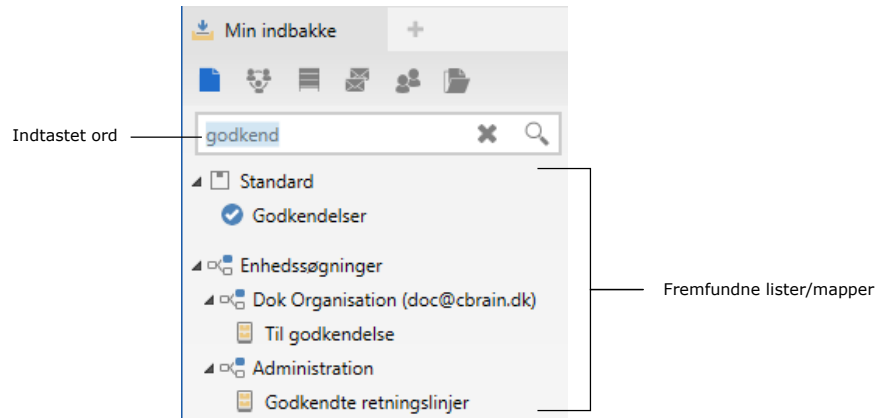 Min indbakke
Indtastet ord
godkend
Standard
Godkendelser
Enhedssøgninger
Dok Organisation (doc@cbrain.dk)
Fremfundne lister/mapper
Til godkendelse
Administration
Godkendte retningslinjer